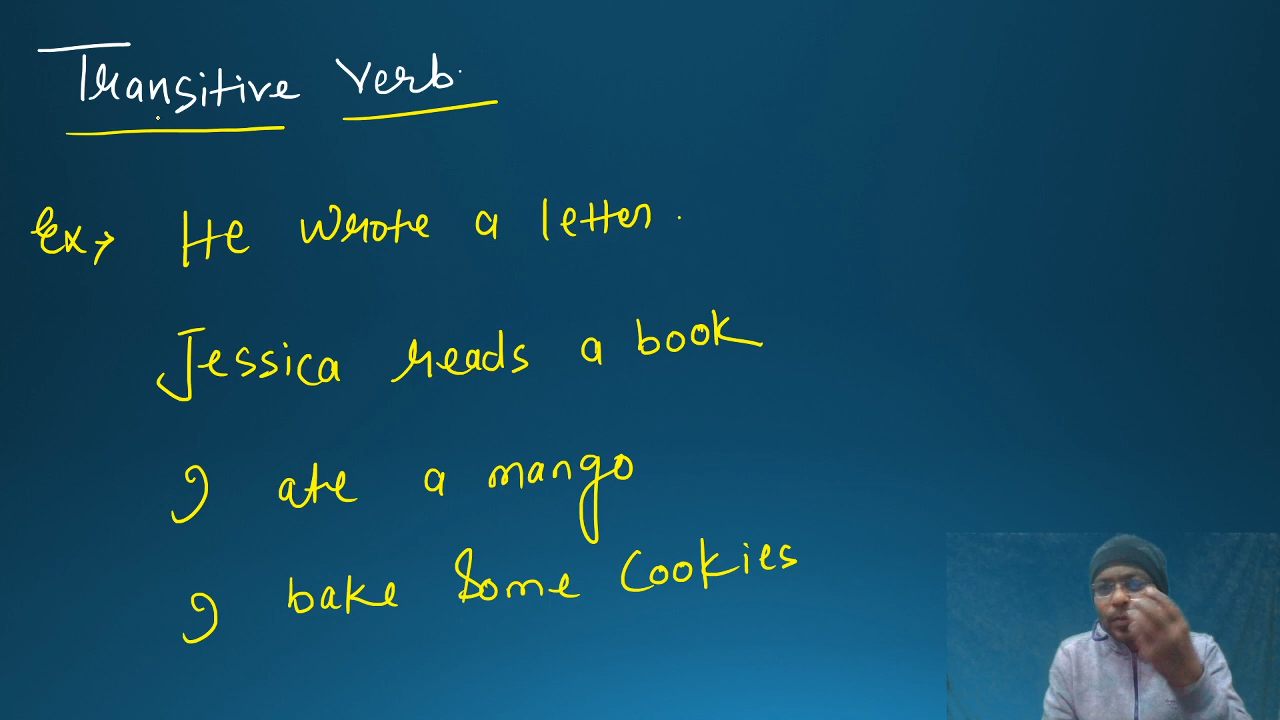 Transitive Verb.
Ex→ He wrote a letter.
Jessica reads a book
I ate a mango
I bake some cookies